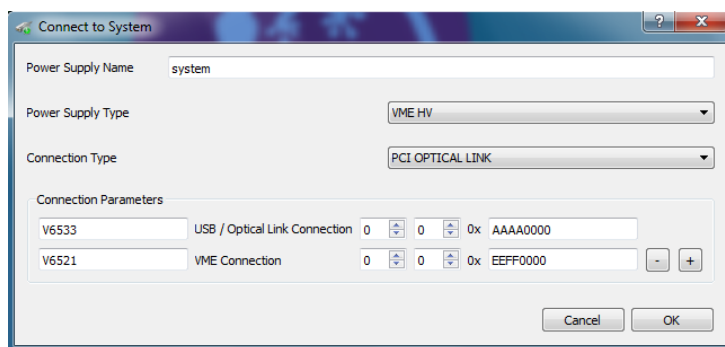 Connect to System
?
X
Power Supply Name system
Power Supply Type VME HV
Connection Type PCI OPTICAL LINK
Connection Parameters
V6533 USB / Optical Link Connection 0 0 0x AAAA0000
V6521 VME Connection 0 0 0x EEFF0000 - +
Cancel OK